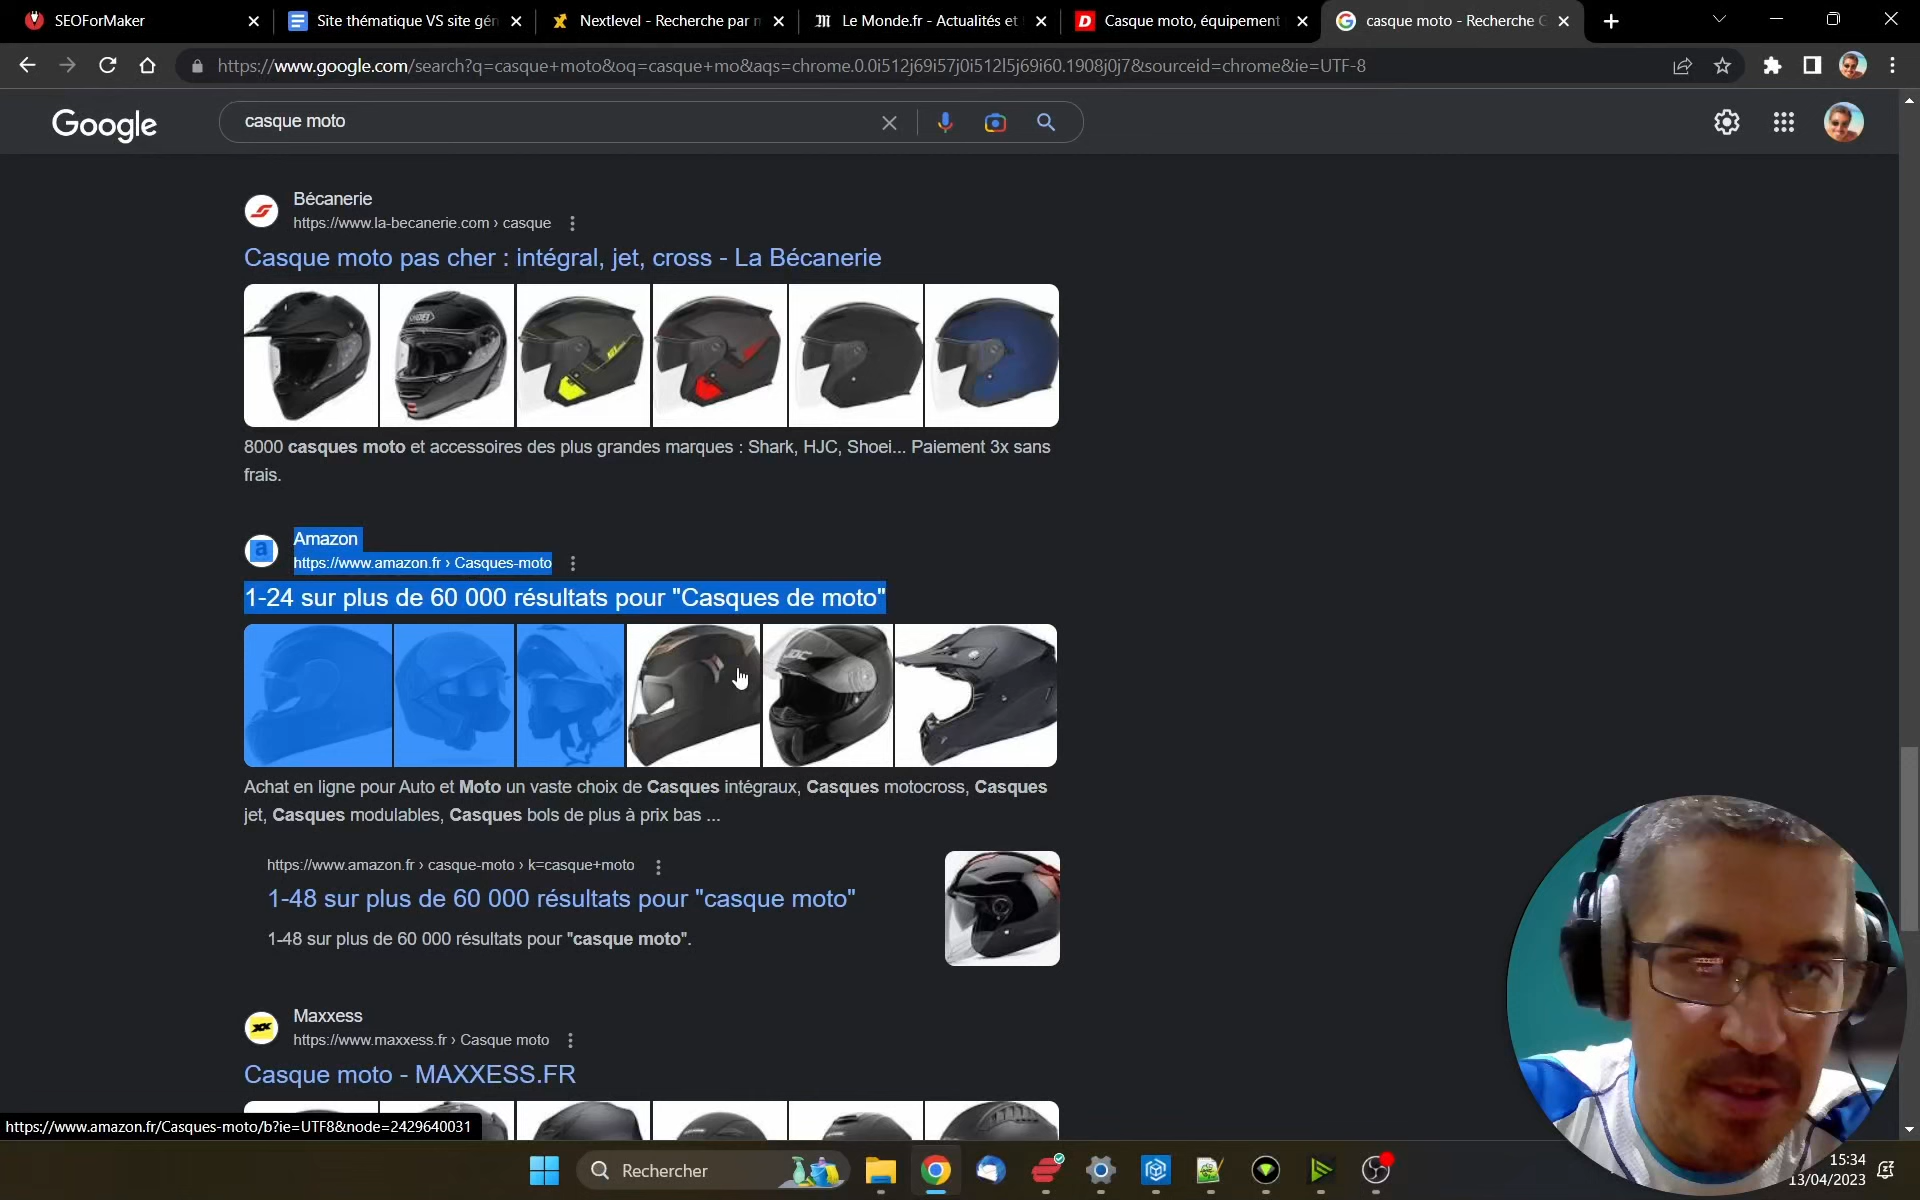 SEOForMaker
Site thématique VS site gén
Nextlevel - Recherche par m
Le Monde.fr - Actualités et
Casque moto, équipement
casque moto - Recherche G
https://www.google.com/search?q=casque+moto&oq=casque+mo&aqs=chrome.0.0i512j69i57j0i512l5j69i60.1908j0j7&sourceid=chrome&ie=UTF-8
Google
casque moto
Bécanerie
https://www.la-becanerie.com › casque
Casque moto pas cher : intégral, jet, cross - La Bécanerie
SHOEI
8000 casques moto et accessoires des plus grandes marques : Shark, HJC, Shoei... Paiement 3x sans
frais.
Amazon
https://www.amazon.fr › Casques-moto
1-24 sur plus de 60 000 résultats pour "Casques de moto"
Achat en ligne pour Auto et Moto un vaste choix de Casques intégraux, Casques motocross, Casques
jet, Casques modulables, Casques bols de plus à prix bas ...
https://www.amazon.fr › casque-moto › k=casque+moto
1-48 sur plus de 60 000 résultats pour "casque moto"
1-48 sur plus de 60 000 résultats pour "casque moto".
Maxxess
https://www.maxxess.fr › Casque moto
Casque moto - MAXXESS.FR
https://www.amazon.fr/Casques-moto/b?ie=UTF8&node=2429640031
Rechercher
15:34
13/04/2023